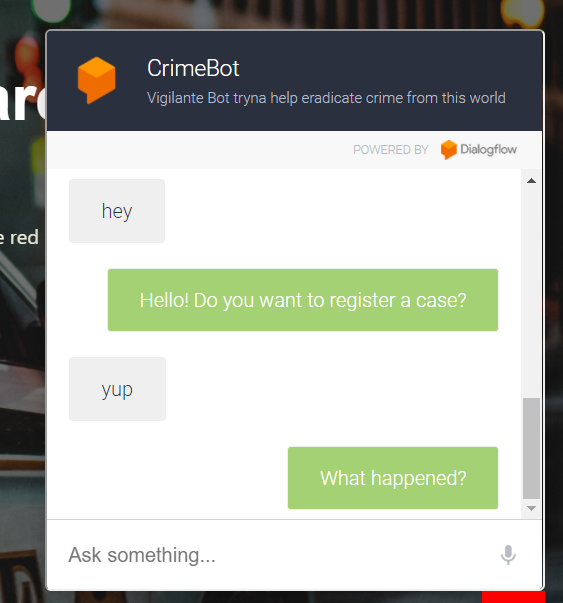 CrimeBot
Vigilante Bot tryna help eradicate crime from this world
POWERED BY Dialogflow
hey
Hello! Do you want to register a case?
e red
yup
What happened?
Ask something...